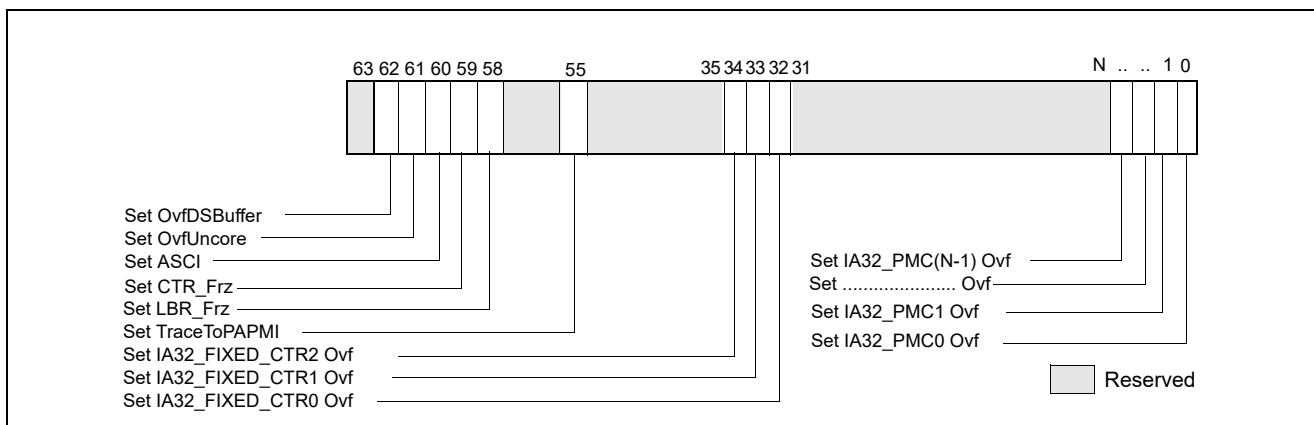 63 62 61 60 59 58 55 35 34 33 32 31 N .. .. 1 0
Set OvfDSBuffer
Set OvfUncore
Set ASCI
Set CTR_Frz
Set LBR_Frz
Set TraceToPAPMI
Set IA32_FIXED_CTR2 Ovf
Set IA32_FIXED_CTR1 Ovf
Set IA32_FIXED_CTR0 Ovf
Set IA32_PMC(N-1) Ovf
Set ...................... Ovf
Set IA32_PMC1 Ovf
Set IA32_PMC0 Ovf
Reserved